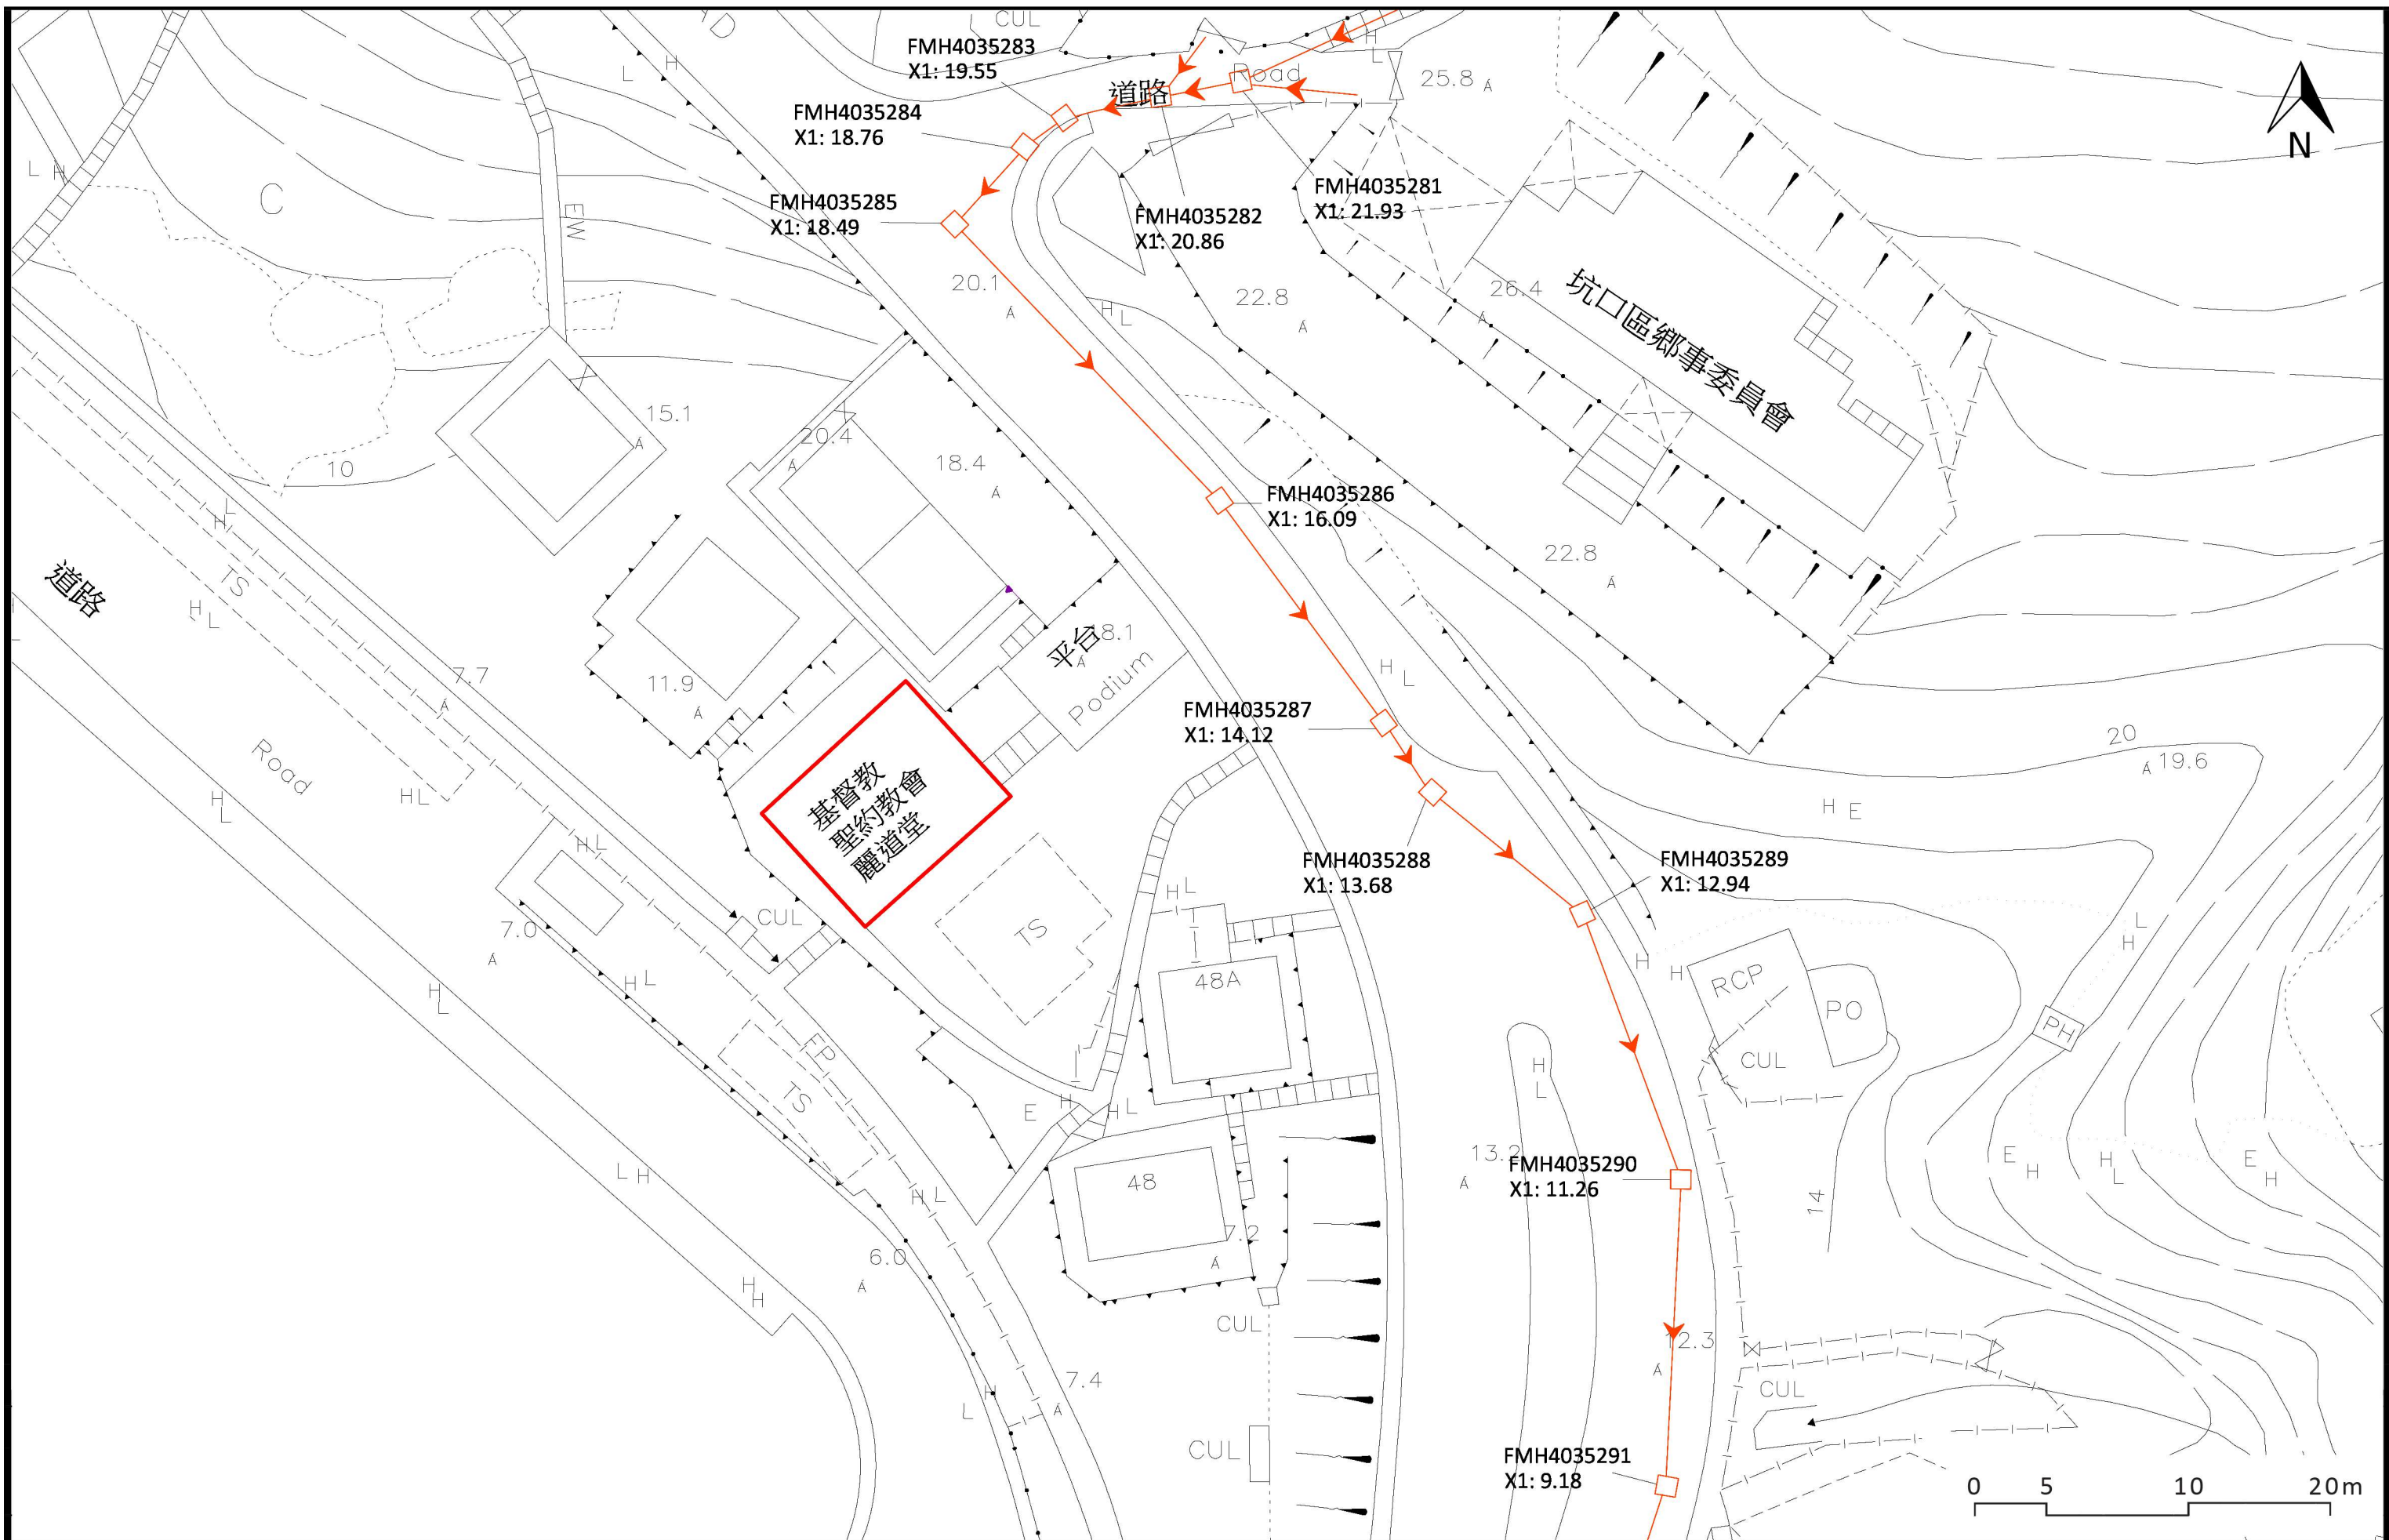 CUL
FMH4035283
X1: 19.55
H
L
H
L
道路
Road
25.8
FMH4035284
X1: 18.76
N
L H
C
EW
FMH4035285
X1: 18.49
FMH4035281
X1: 21.93
FMH4035282
X1: 20.86
20.1
22.8
26.4
H L
坑口區鄉事委員會
15.1
20.4
18.4
10
FMH4035286
X1: 16.09
22.8
L
H
道路
TS
H L
平台
18.1
Podium
H L
7.7
11.9
FMH4035287
X1: 14.12
20
19.6
Road
H L
H
L
基督教
聖約教會
麗道堂
H E
FMH4035288
X1: 13.68
FMH4035289
X1: 12.94
H L
H L
CUL
7.0
TS
H L
H
L
48A
H
H
RCP
PO
L
H
PH
CUL
FP
TS
H
L
E
H
H L
L H
48
13.2
FMH4035290
X1: 11.26
E
H
H
L
E
H
14
H L
7.2
6.0
H
H
CUL
12.3
CUL
7.4
H
L
CUL
FMH4035291
X1: 9.18
0 5 10 20m